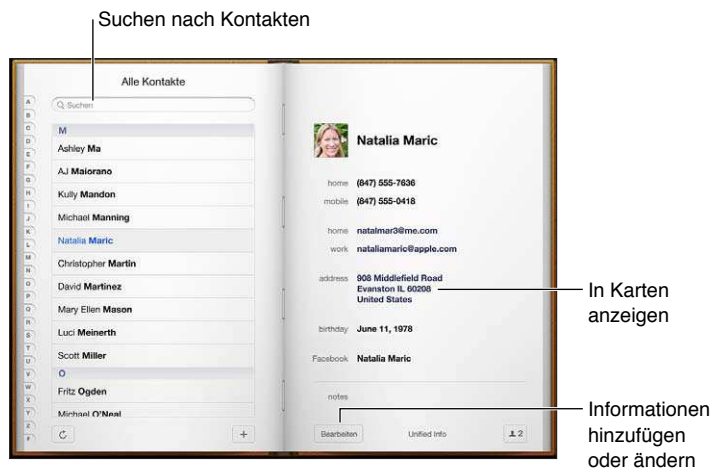 Suchen nach Kontakten
Alle Kontakte
Suchen
A
B
C
D
E
F
G
H
I
J
K
L
M
N
O
P
Q
R
S
T
U
V
W
X
Y
Z
#
M
Ashley Ma
AJ Maiorano
Kully Mandon
Michael Manning
Natalia Maric
Christopher Martin
David Martinez
Mary Ellen Mason
Luci Meinerth
Scott Miller
O
Fritz Ogden
Michael O'Neal
Natalia Maric
home (847) 555-7636
mobile (847) 555-0418
home natalmar3@me.com
work nataliamaric@apple.com
address 908 Middlefield Road
Evanston IL 60208
United States
birthday June 11, 1978
Facebook Natalia Maric
notes
Bearbeiten Unified Info 2
In Karten
anzeigen
Informationen
hinzufügen
oder ändern